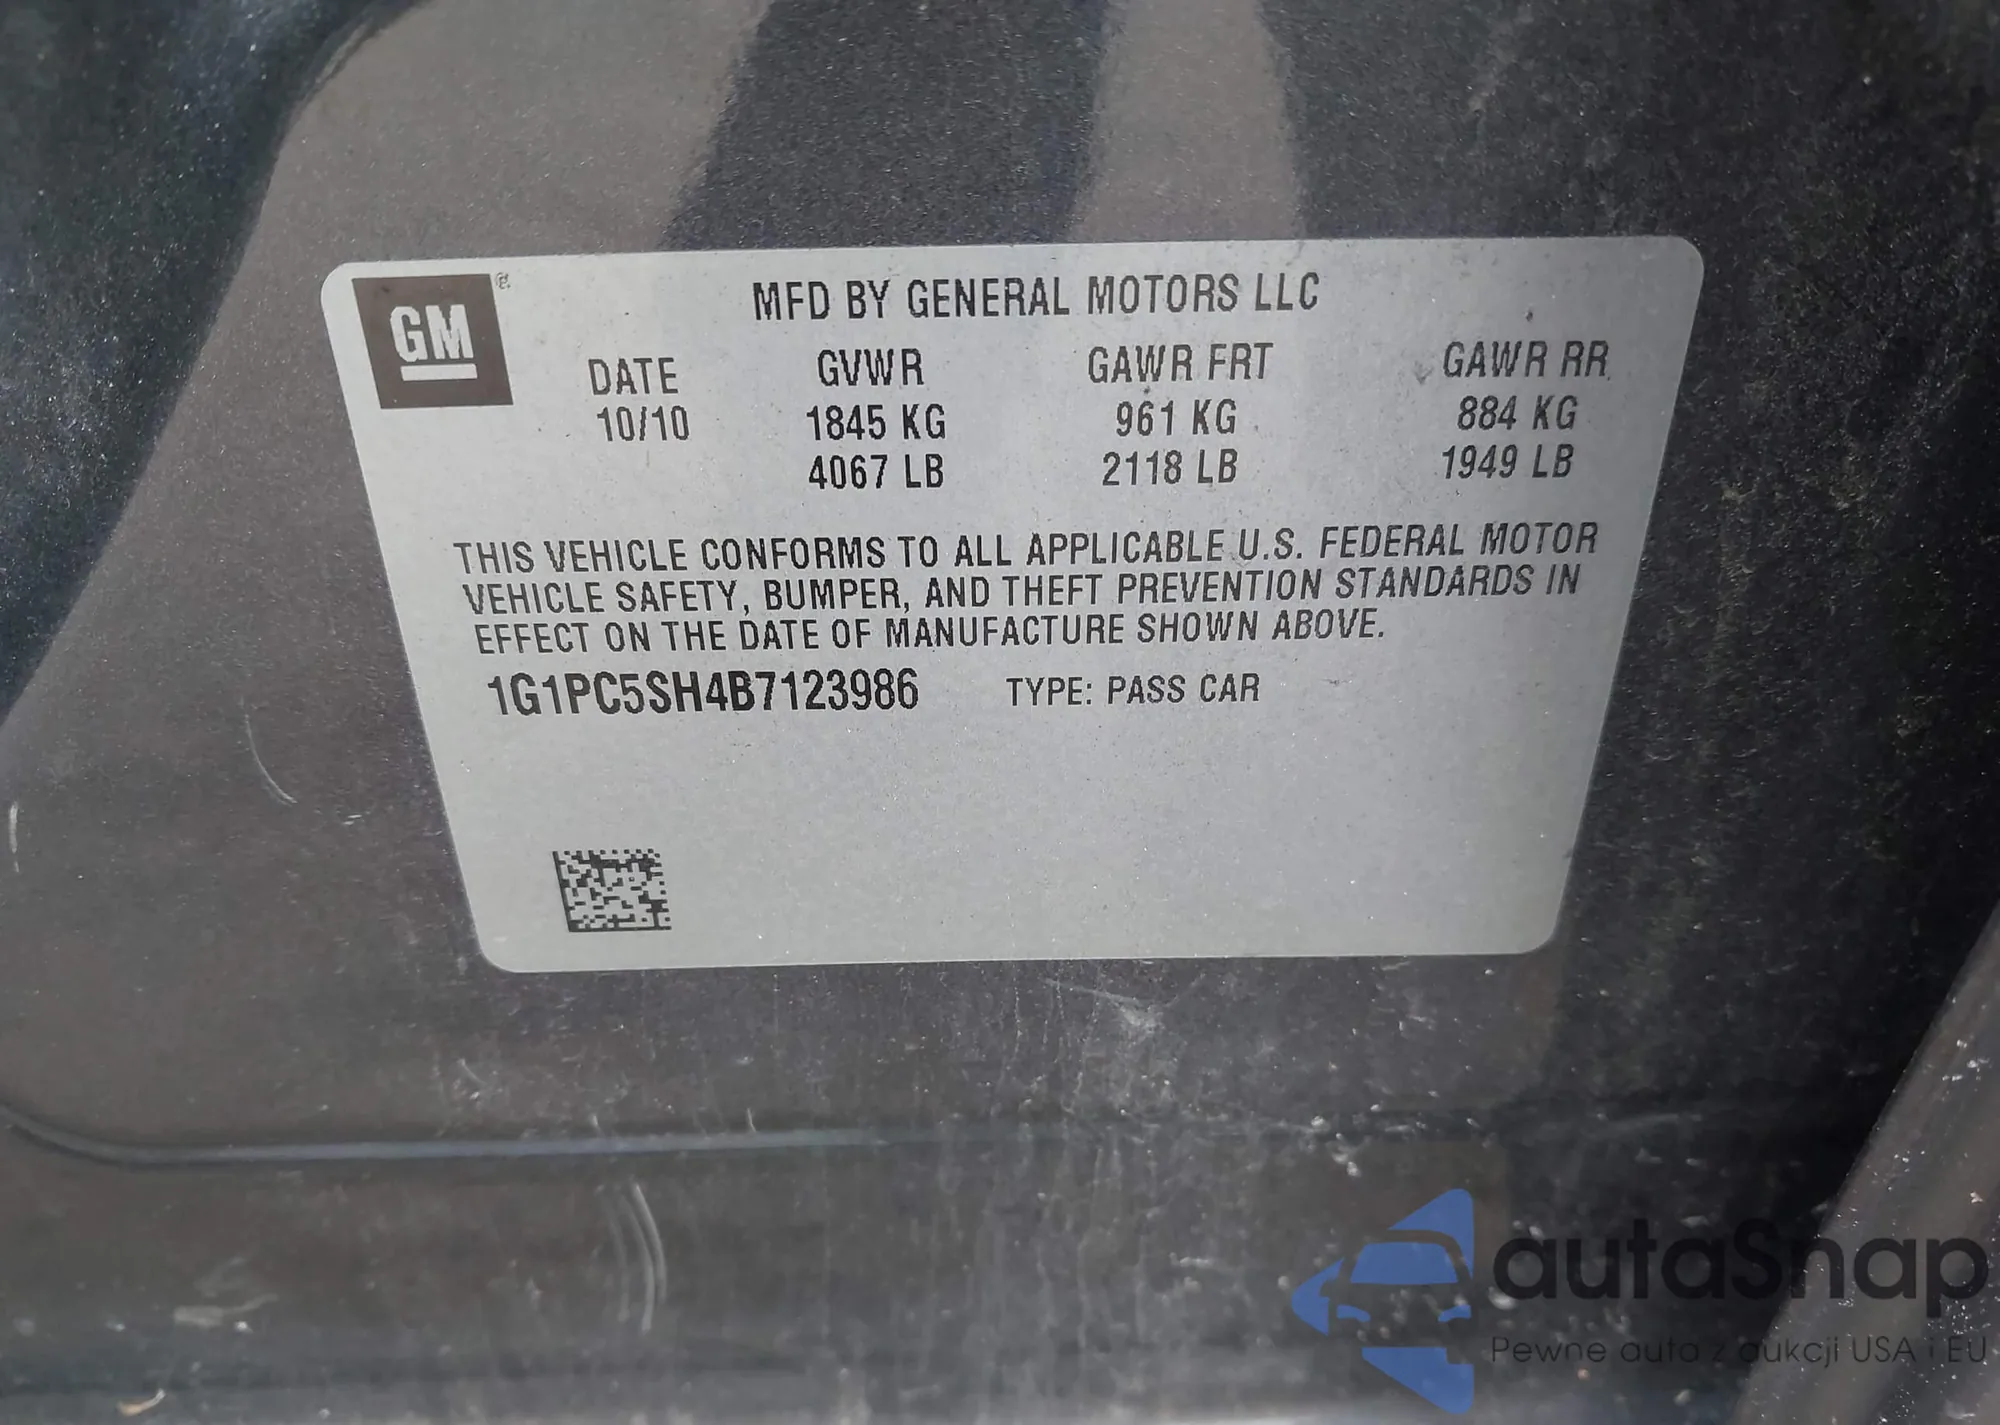 GM ®
MFD BY GENERAL MOTORS LLC
DATE GVWR GAWR FRT GAWR RR
10/10 1845 KG 961 KG 884 KG
4067 LB 2118 LB 1949 LB
THIS VEHICLE CONFORMS TO ALL APPLICABLE U.S. FEDERAL MOTOR
VEHICLE SAFETY, BUMPER, AND THEFT PREVENTION STANDARDS IN
EFFECT ON THE DATE OF MANUFACTURE SHOWN ABOVE.
1G1PC5SH4B7123986 TYPE: PASS CAR
autaSnap
Pewne auta z aukcji USA i EU